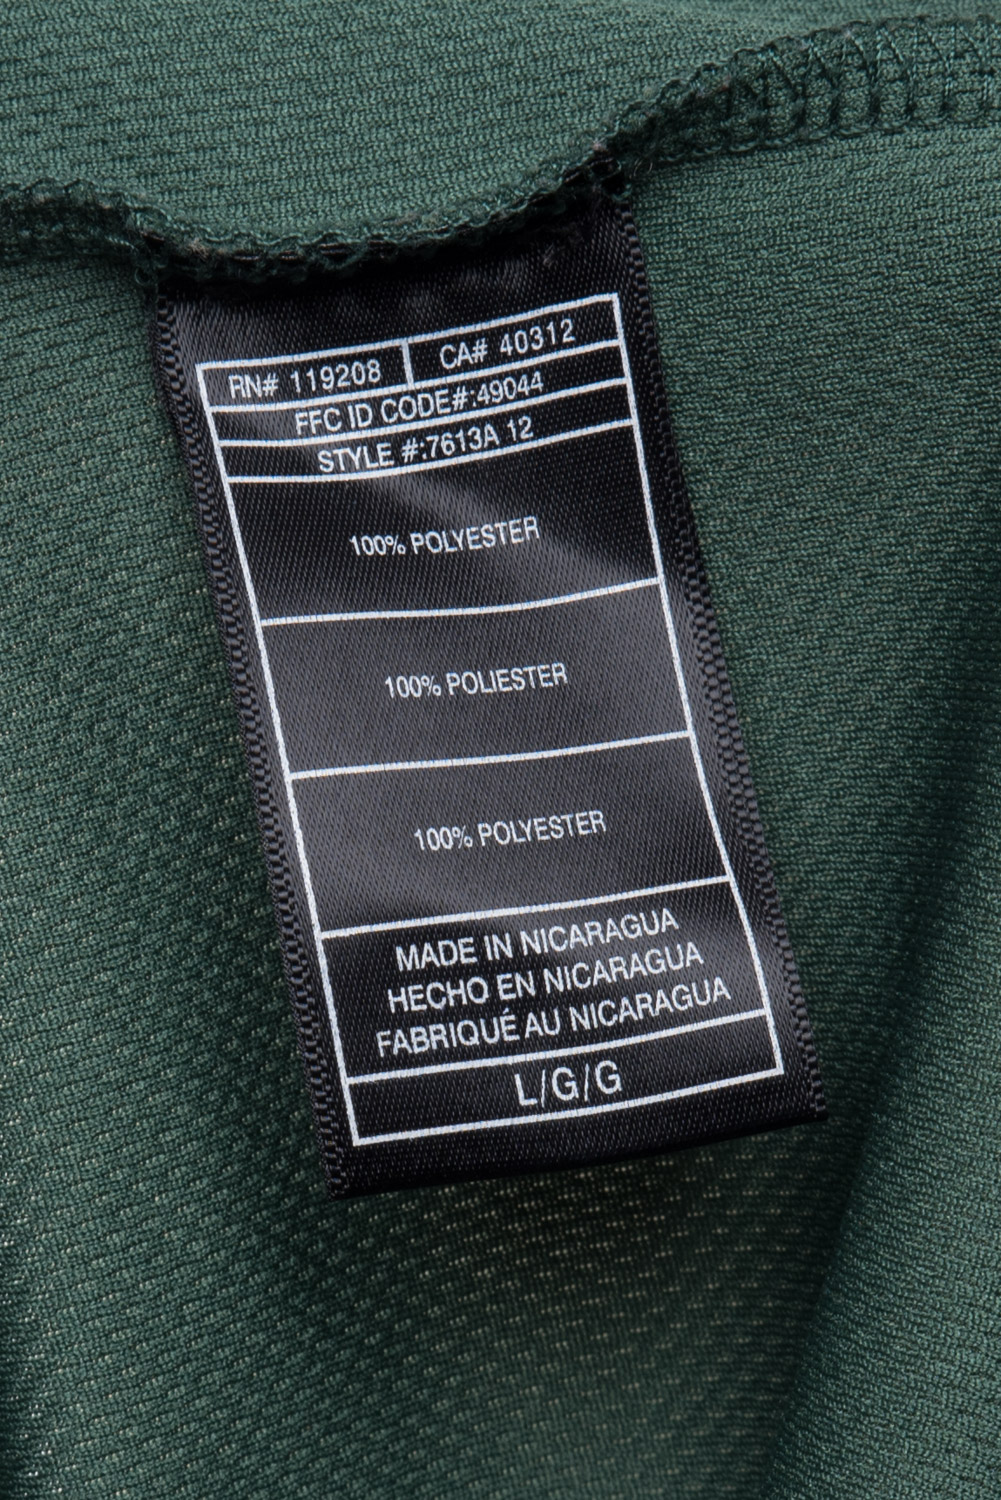 RN# 119208 CA# 40312
FFC ID CODE#:49044
STYLE #:7613A 12
100% POLYESTER
100% POLIESTER
100% POLYESTER
MADE IN NICARAGUA
HECHO EN NICARAGUA
FABRIQUÉ AU NICARAGUA
L/G/G